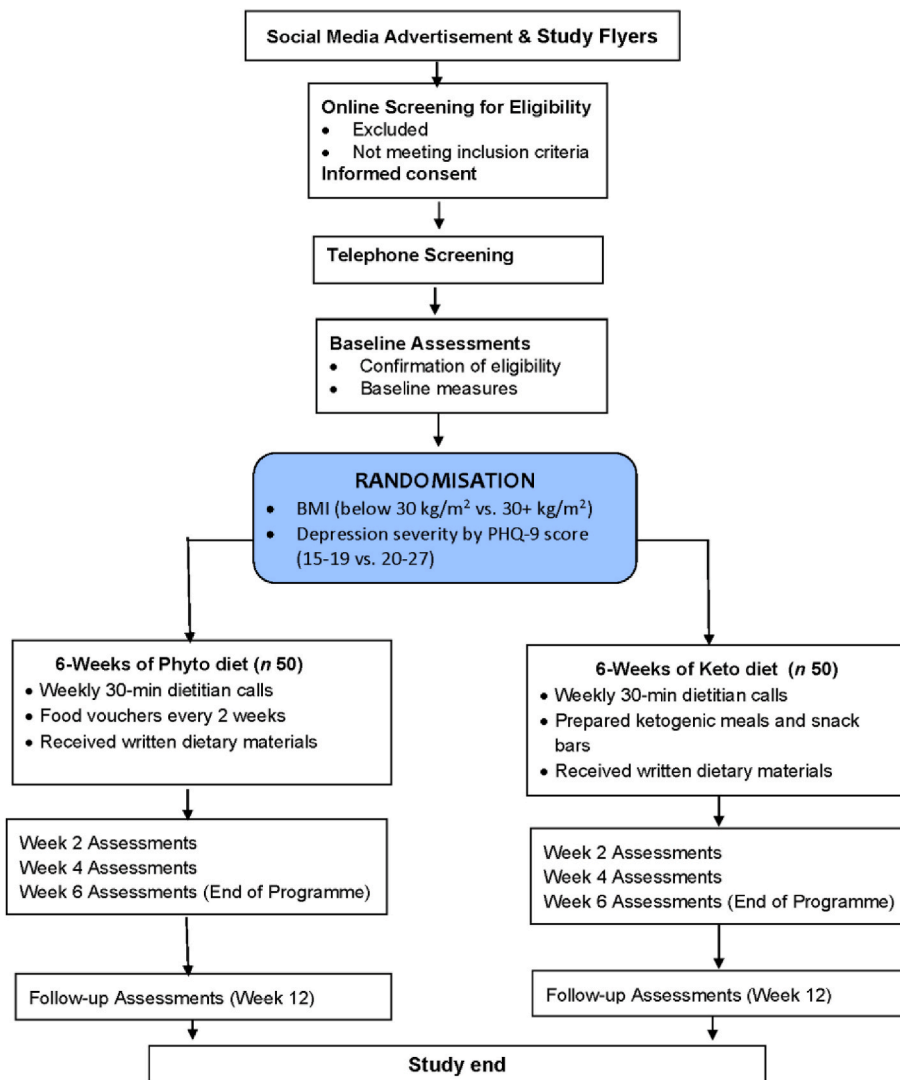 Social Media Advertisement & Study Flyers
Online Screening for Eligibility
• Excluded
• Not meeting inclusion criteria
Informed consent
Telephone Screening
Baseline Assessments
• Confirmation of eligibility
• Baseline measures
RANDOMISATION
• BMI (below 30 kg/m² vs. 30+ kg/m²)
• Depression severity by PHQ-9 score
(15-19 vs. 20-27)
6-Weeks of Phyto diet (n 50)
• Weekly 30-min dietitian calls
• Food vouchers every 2 weeks
• Received written dietary materials
6-Weeks of Keto diet (n 50)
• Weekly 30-min dietitian calls
• Prepared ketogenic meals and snack
bars
• Received written dietary materials
Week 2 Assessments
Week 4 Assessments
Week 6 Assessments (End of Programme)
Week 2 Assessments
Week 4 Assessments
Week 6 Assessments (End of Programme)
Follow-up Assessments (Week 12)
Follow-up Assessments (Week 12)
Study end